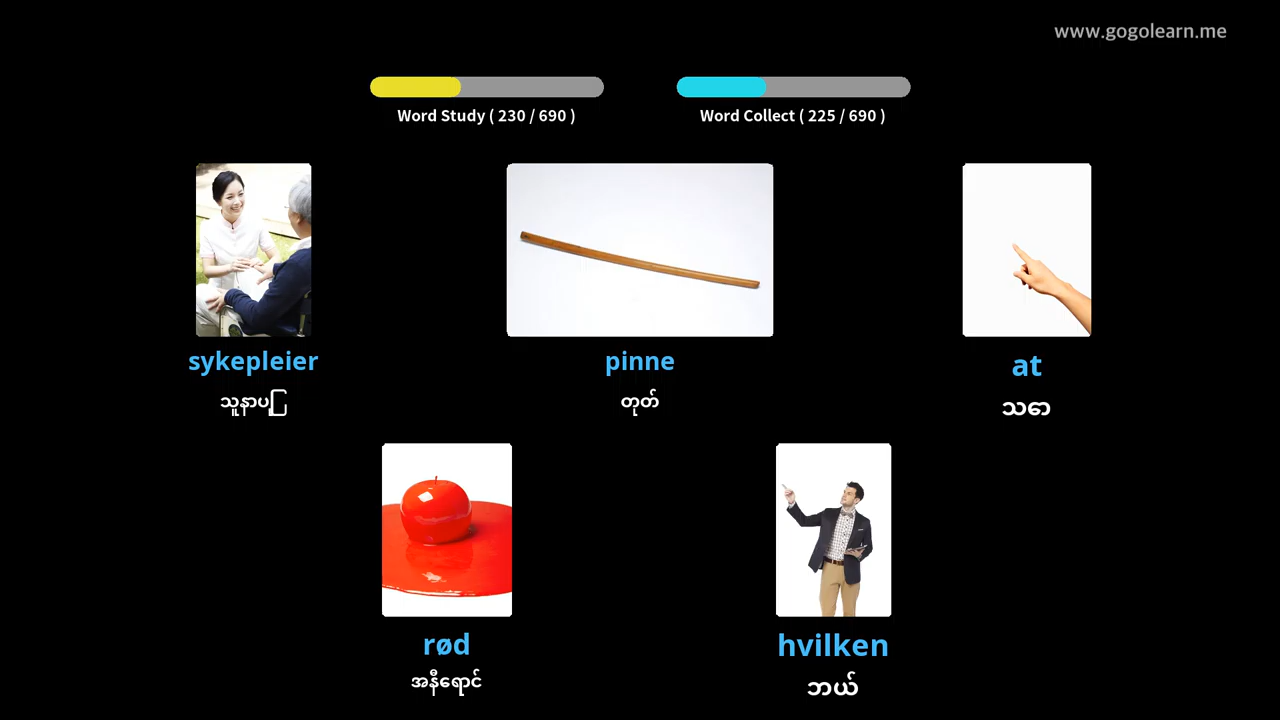 www.gogolearn.me
Word Study ( 230 / 690 )
Word Collect ( 225 / 690 )
sykepleier
pinne
at
သူနာပြု
တုတ်
သော
rød
hvilken
အနီရောင်
ဘယ်